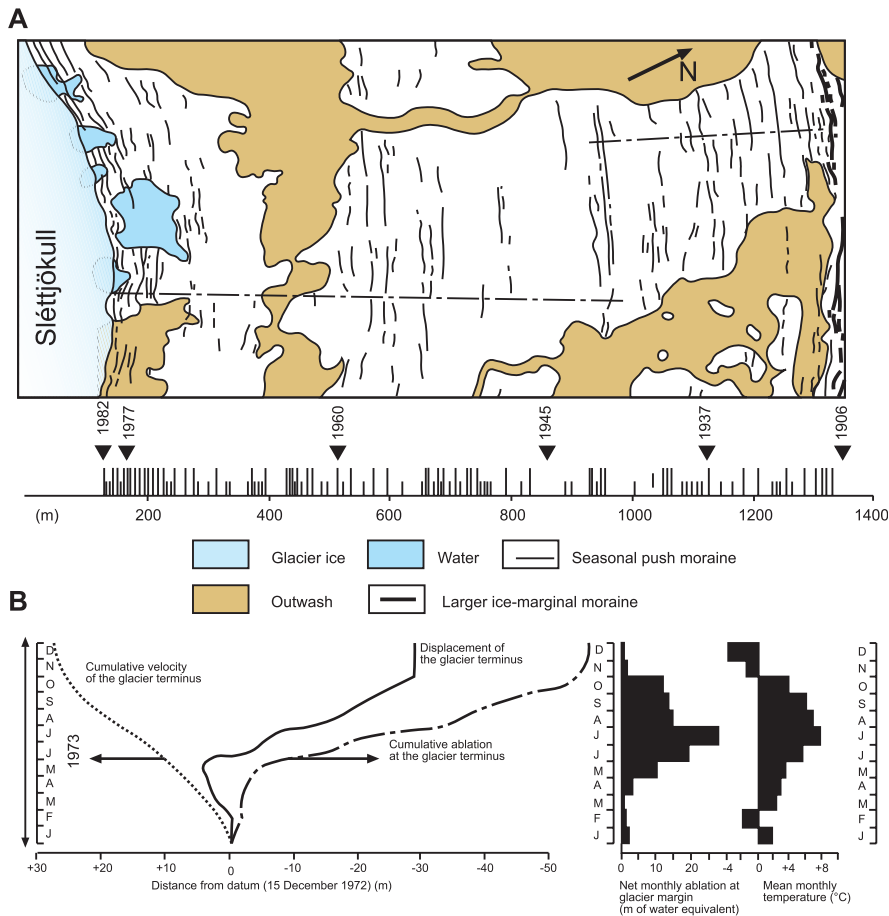 A
N
Sléttjökull
1982
1977
1960
1945
1937
1906
(m)
200
400
600
800
1000
1200
1400
Glacier ice
Water
Seasonal push moraine
Outwash
Larger ice-marginal moraine
B
D
N
O
S
A
J
J
M
A
M
F
J
1973
Cumulative velocity
of the glacier terminus
Displacement of
the glacier terminus
Cumulative ablation
at the glacier terminus
+30
+20
+10
0
-10
-20
-30
-40
-50
Distance from datum (15 December 1972) (m)
D
N
O
S
A
J
J
M
A
M
F
J
0
10
20
Net monthly ablation at
glacier margin
(m of water equivalent)
-4
0
+4
+8
Mean monthly
temperature (°C)
D
N
O
S
A
J
J
M
A
M
F
J